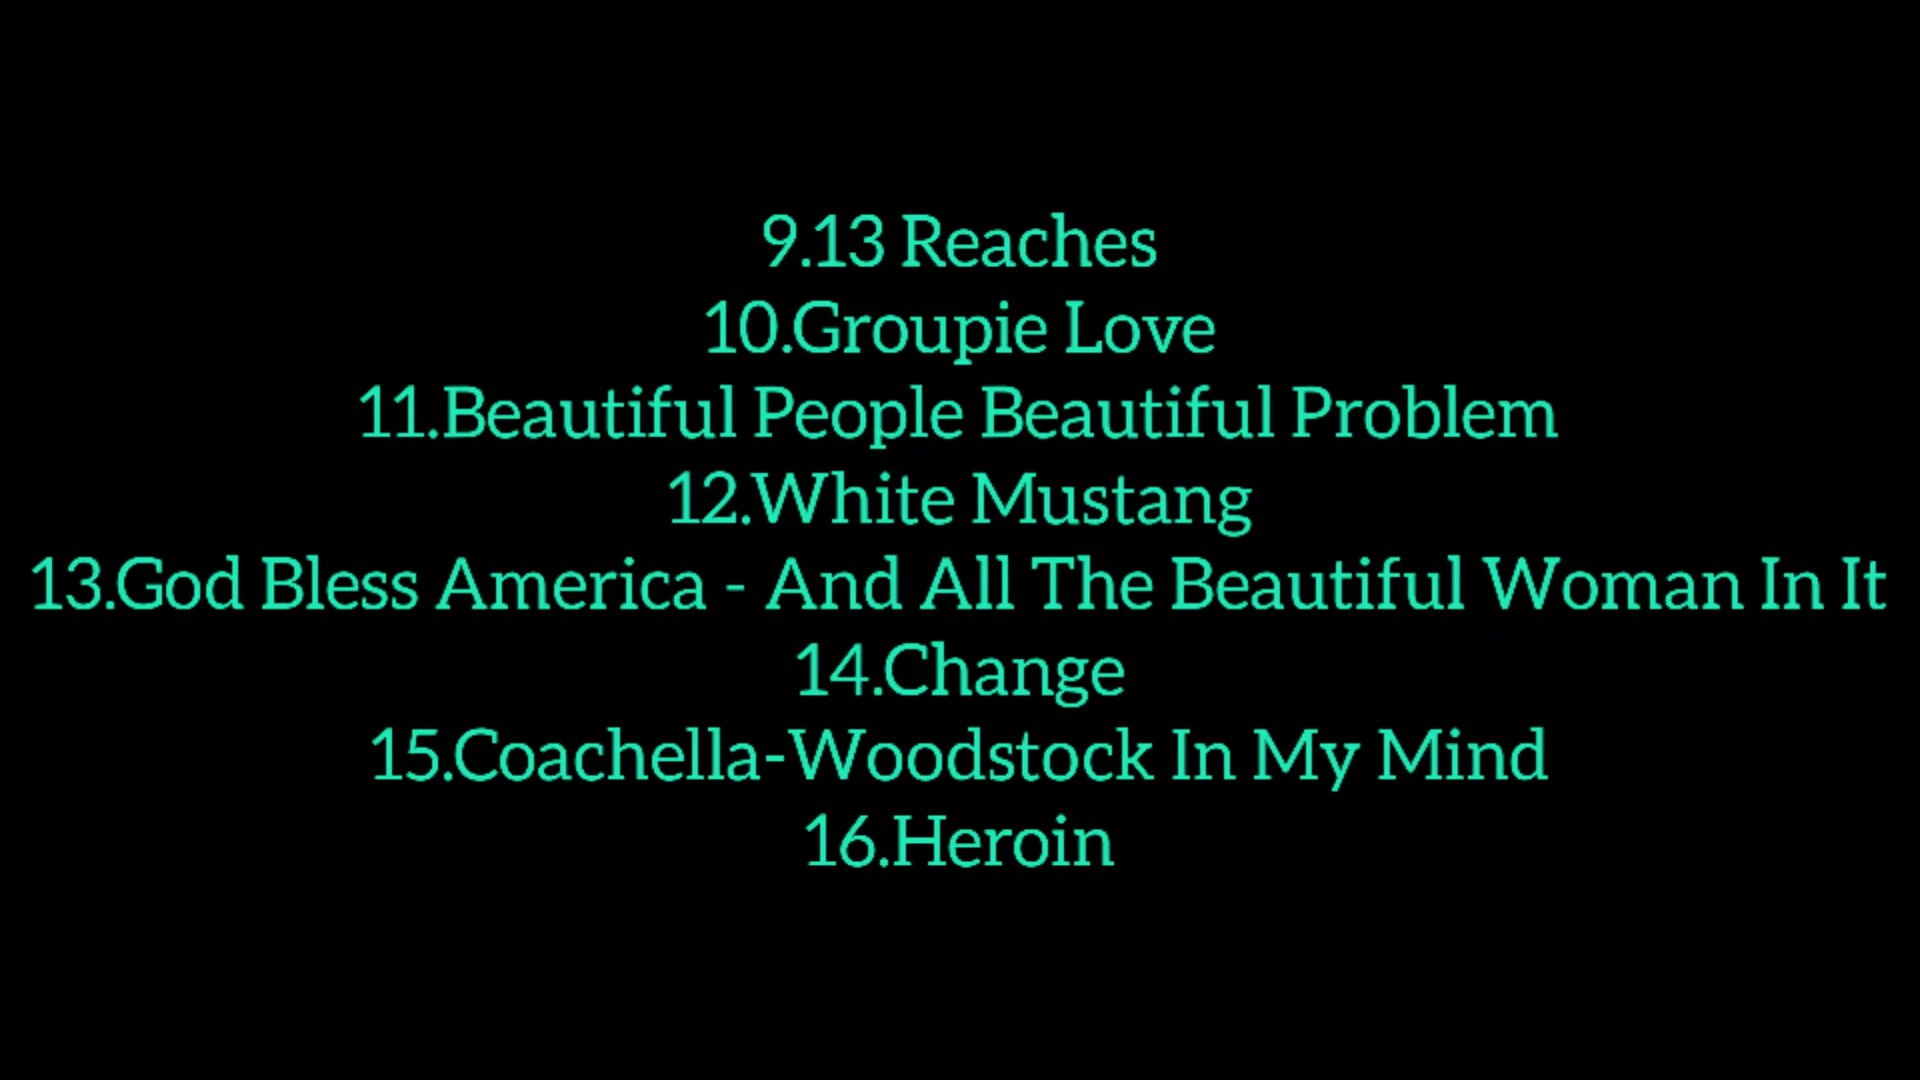 9.13 Reaches
10.Groupie Love
11.Beautiful People Beautiful Problem
12.White Mustang
13.God Bless America - And All The Beautiful Woman In It
14.Change
15.Coachella-Woodstock In My Mind
16.Heroin